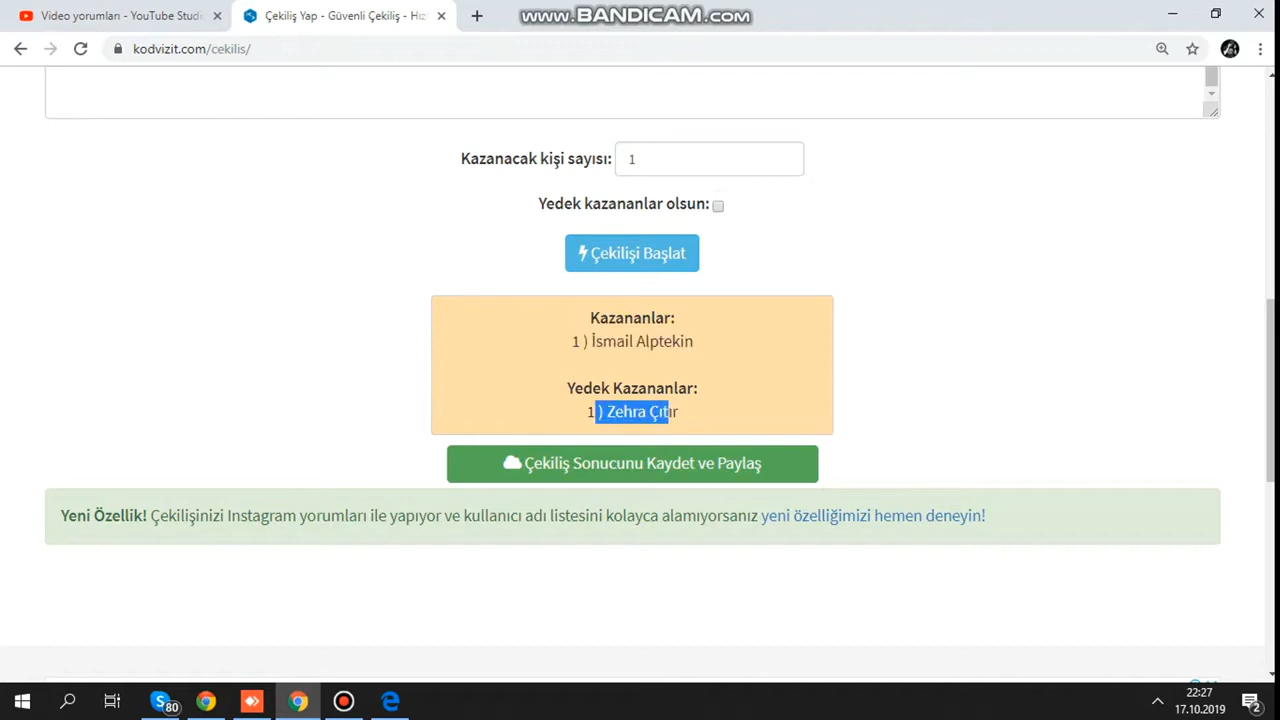 Video yorumları - YouTube Studi
Çekiliş Yap - Güvenli Çekiliş - Hız
www.BANDICAM.com
kodvizit.com/cekilis/
Kazanacak kişi sayısı: 1
Yedek kazananlar olsun:
Çekilişi Başlat
Kazananlar:
1 ) İsmail Alptekin
Yedek Kazananlar:
1 ) Zehra Çıtır
Çekiliş Sonucunu Kaydet ve Paylaş
Yeni Özellik! Çekilişinizi Instagram yorumları ile yapıyor ve kullanıcı adı listesini kolayca alamıyorsanız yeni özelliğimizi hemen deneyin!
80
22:27
17.10.2019
2